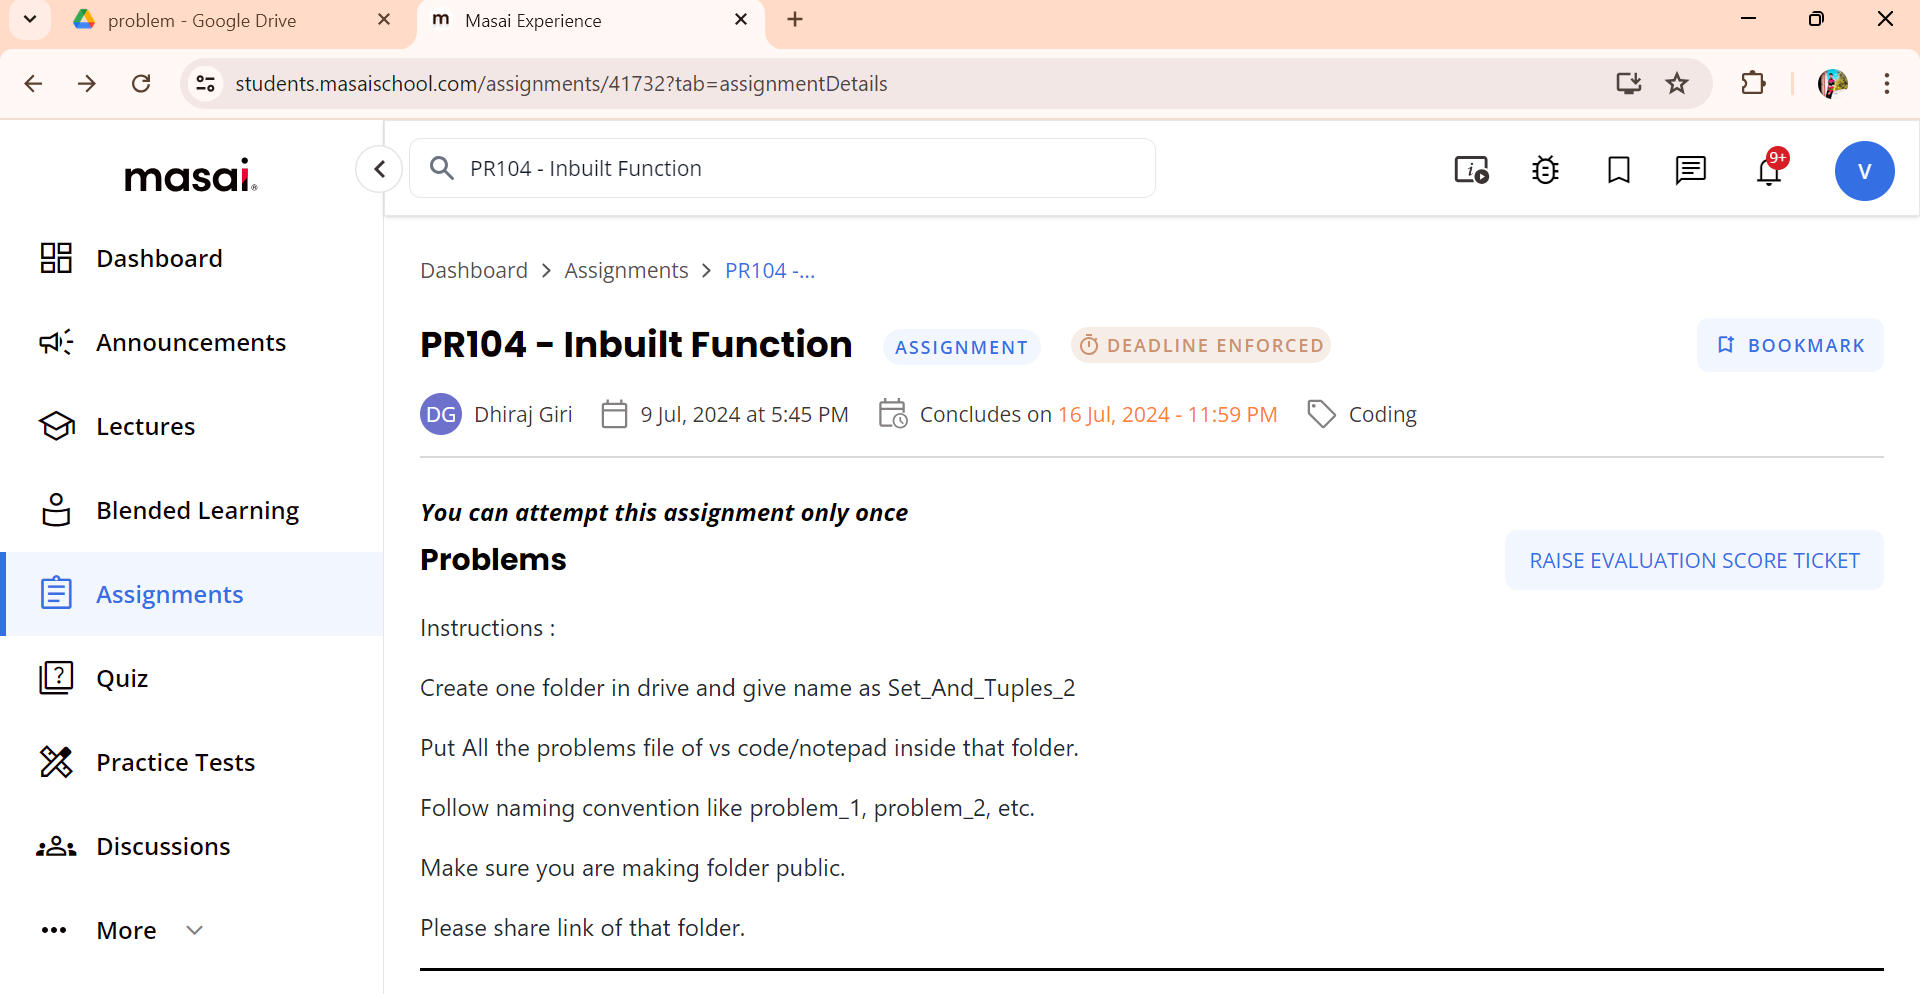 problem - Google Drive
m Masai Experience
students.masaischool.com/assignments/41732?tab=assignmentDetails
masai®
PR104 - Inbuilt Function
9+
V
Dashboard
Announcements
Lectures
Blended Learning
Assignments
Quiz
Practice Tests
Discussions
More
Dashboard > Assignments > PR104 -...
PR104 - Inbuilt Function ASSIGNMENT DEADLINE ENFORCED BOOKMARK
DG Dhiraj Giri 9 Jul, 2024 at 5:45 PM Concludes on 16 Jul, 2024 - 11:59 PM Coding
You can attempt this assignment only once
Problems
RAISE EVALUATION SCORE TICKET
Instructions :
Create one folder in drive and give name as Set_And_Tuples_2
Put All the problems file of vs code/notepad inside that folder.
Follow naming convention like problem_1, problem_2, etc.
Make sure you are making folder public.
Please share link of that folder.